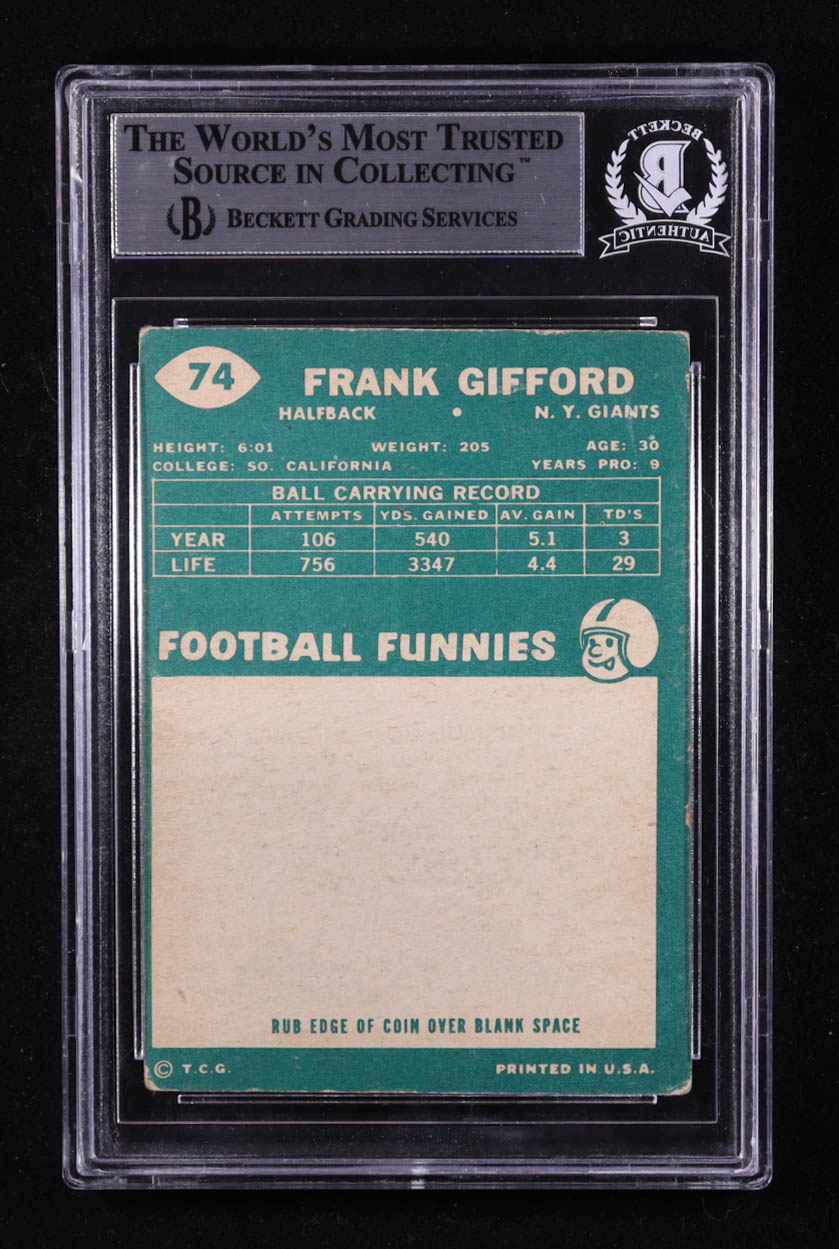 THE WORLD'S MOST TRUSTED
SOURCE IN COLLECTING™
B BECKETT GRADING SERVICES
BECKETT
B
AUTHENTIC
74
FRANK GIFFORD
HALFBACK • N. Y. GIANTS
HEIGHT: 6:01 WEIGHT: 205 AGE: 30
COLLEGE: SO. CALIFORNIA YEARS PRO: 9
BALL CARRYING RECORD
ATTEMPTS YDS. GAINED AV. GAIN TD'S
YEAR 106 540 5.1 3
LIFE 756 3347 4.4 29
FOOTBALL FUNNIES
RUB EDGE OF COIN OVER BLANK SPACE
© T.C.G. PRINTED IN U.S.A.